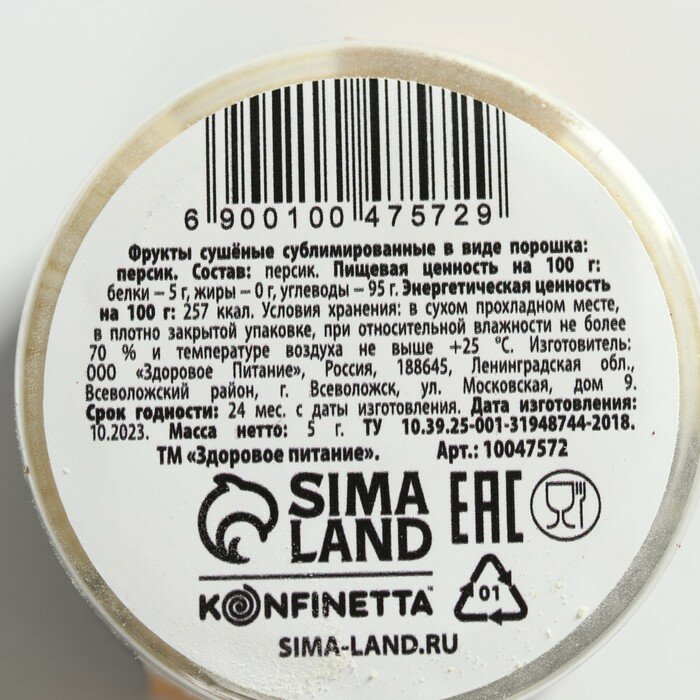 6 900100 475729
Фрукты сушёные сублимированные в виде порошка:
персик. Состав: персик. Пищевая ценность на 100 г:
белки – 5 г, жиры – 0 г, углеводы – 95 г. Энергетическая ценность
на 100 г: 257 ккал. Условия хранения: в сухом прохладном месте,
в плотно закрытой упаковке, при относительной влажности не более
70 % и температуре воздуха не выше +25 °С. Изготовитель:
ООО «Здоровое Питание», Россия, 188645, Ленинградская обл.,
Всеволожский район, г. Всеволожск, ул. Московская, дом 9.
Срок годности: 24 мес. с даты изготовления. Дата изготовления:
10.2023. Масса нетто: 5 г. ТУ 10.39.25-001-31948744-2018.
ТМ «Здоровое питание». Арт.: 10047572
SIMA
LAND
EAC
KONFINETTA
01
SIMA-LAND.RU